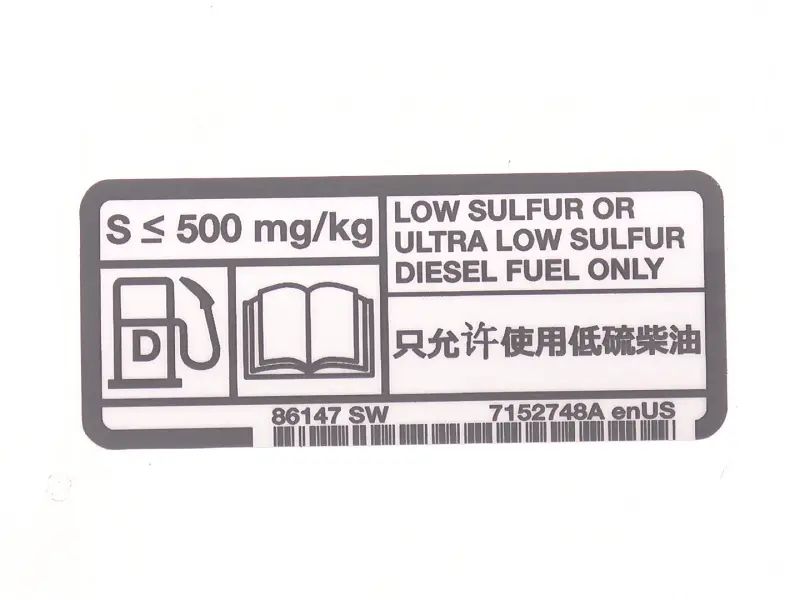 S ≤ 500 mg/kg
LOW SULFUR OR
ULTRA LOW SULFUR
DIESEL FUEL ONLY
D
只允许使用低硫柴油
86147 SW
7152748A enUS